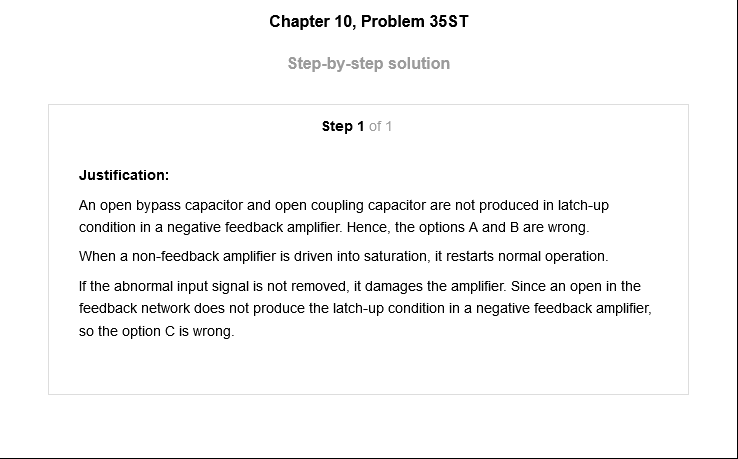 Chapter 10, Problem 35ST
Step-by-step solution
Step 1 of 1
Justification:
An open bypass capacitor and open coupling capacitor are not produced in latch-up
condition in a negative feedback amplifier. Hence, the options A and B are wrong.
When a non-feedback amplifier is driven into saturation, it restarts normal operation.
If the abnormal input signal is not removed, it damages the amplifier. Since an open in the
feedback network does not produce the latch-up condition in a negative feedback amplifier,
so the option C is wrong.